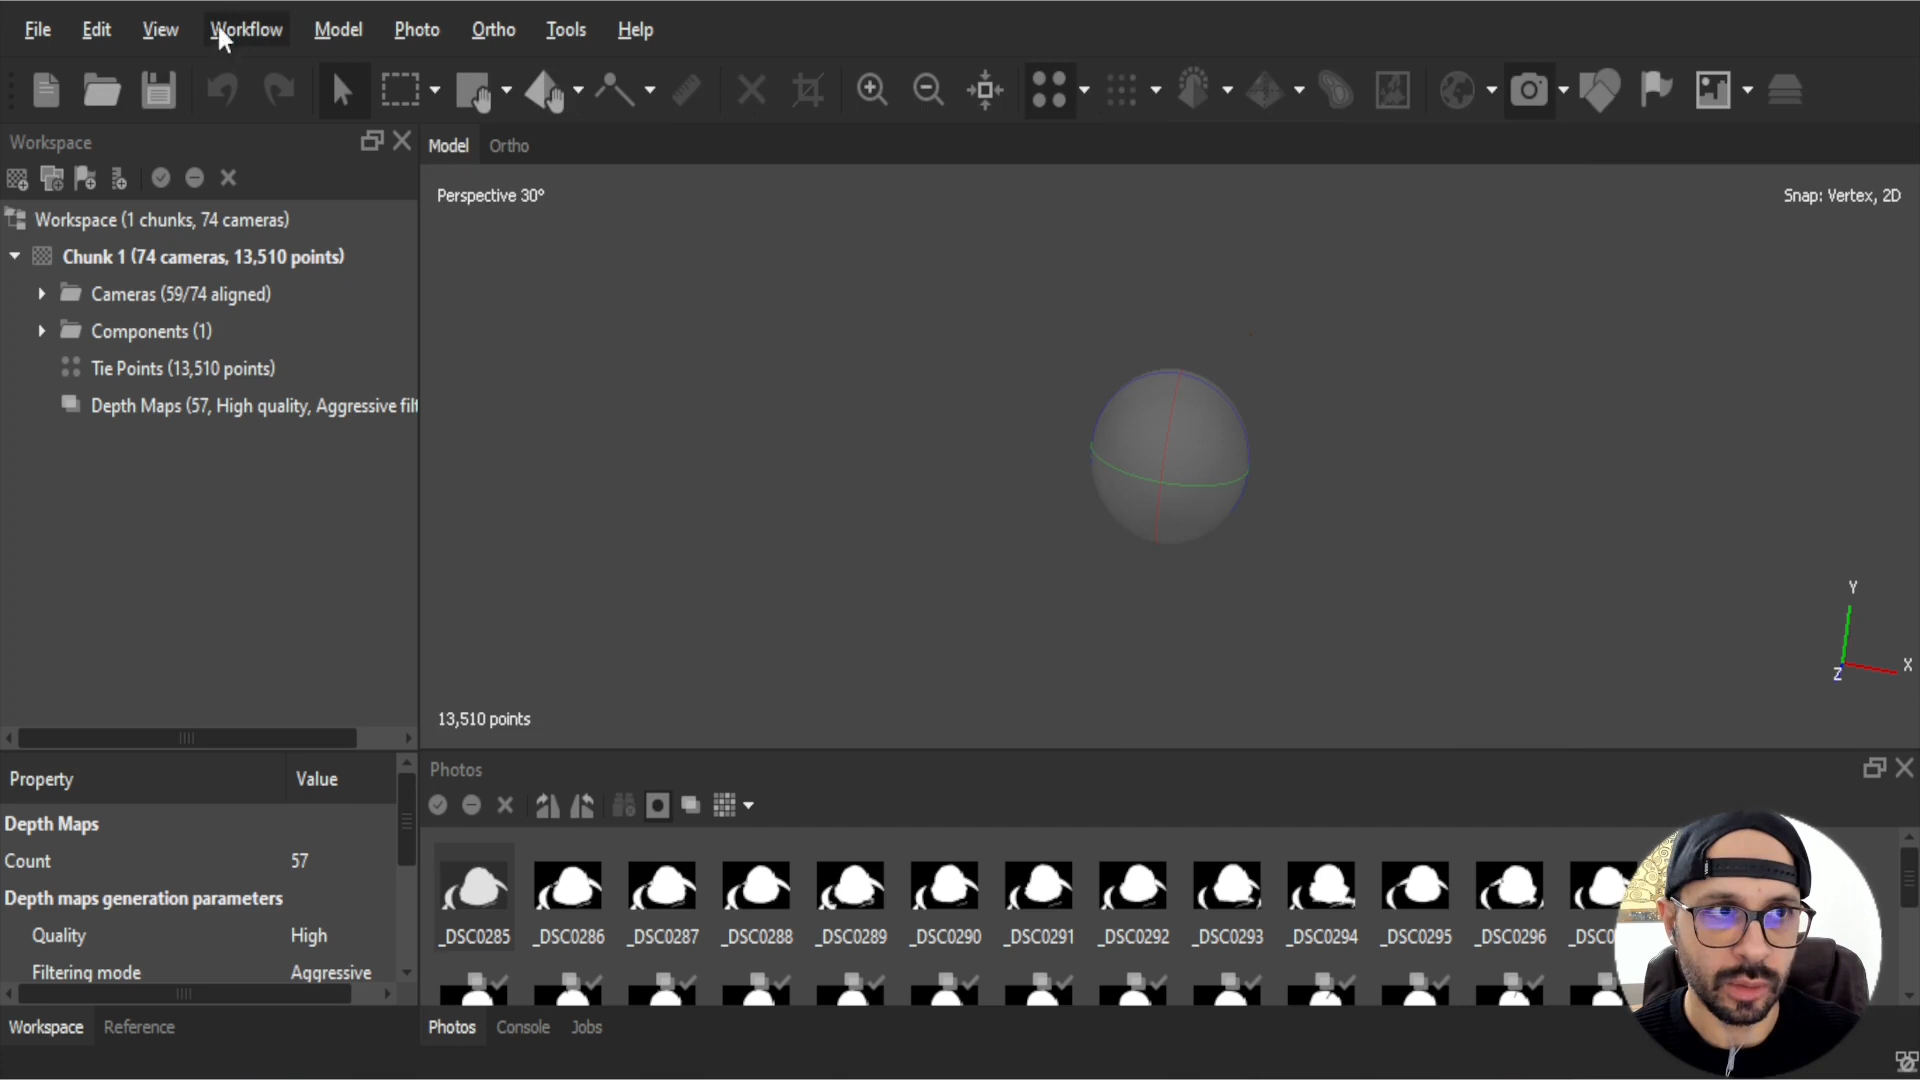 File Edit View Workflow Model Photo Ortho Tools Help
Workspace
Model Ortho
Perspective 30°
Snap: Vertex, 2D
Workspace (1 chunks, 74 cameras)
Chunk 1 (74 cameras, 13,510 points)
Cameras (59/74 aligned)
Components (1)
Tie Points (13,510 points)
Depth Maps (57, High quality, Aggressive filt
Y
X
Z
13,510 points
Property Value
Depth Maps
Count 57
Depth maps generation parameters
Quality High
Filtering mode Aggressive
Workspace Reference
Photos
_DSC0285 _DSC0286 _DSC0287 _DSC0288 _DSC0289 _DSC0290 _DSC0291 _DSC0292 _DSC0293 _DSC0294 _DSC0295 _DSC0296 _DSC0
Photos Console Jobs